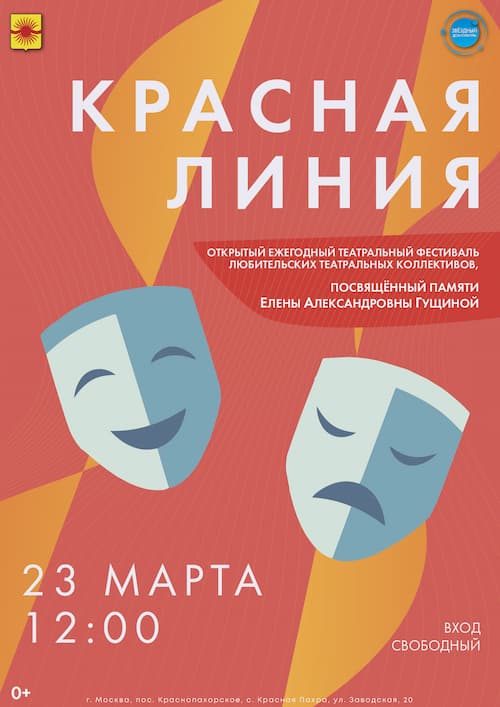 ЗВЁЗДНЫЙ
КРАСНАЯ
ЛИНИЯ
ОТКРЫТЫЙ ЕЖЕГОДНЫЙ ТЕАТРАЛЬНЫЙ ФЕСТИВАЛЬ
ЛЮБИТЕЛЬСКИХ ТЕАТРАЛЬНЫХ КОЛЛЕКТИВОВ,
ПОСВЯЩЁННЫЙ ПАМЯТИ
ЕЛЕНЫ АЛЕКСАНДРОВНЫ ГУЩИНОЙ
23 МАРТА
12:00
ВХОД
СВОБОДНЫЙ
0+
г. Москва, пос. Краснопахорское, с. Красная Пахра, ул. Заводская, 20